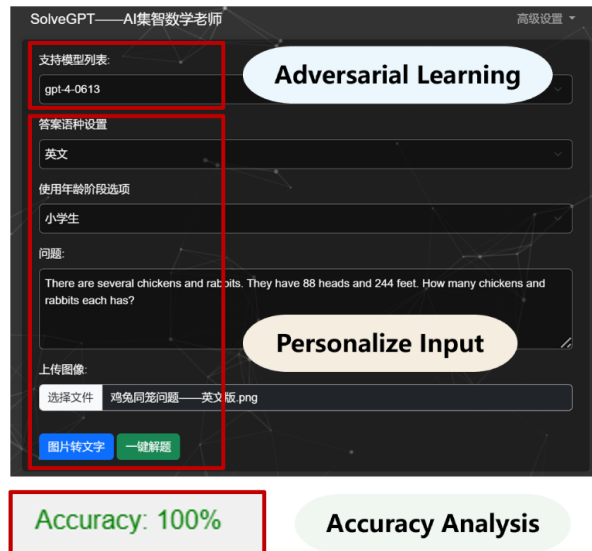 SolveGPT——AI集智数学老师
高级设置
支持模型列表:
Adversarial Learning
gpt-4-0613
答案语种设置
英文
使用年龄阶段选项
小学生
问题:
There are several chickens and rabbits. They have 88 heads and 244 feet. How many chickens and
rabbits each has?
Personalize Input
上传图像:
选择文件 鸡兔同笼问题——英文版.png
图片转文字 一键解题
Accuracy: 100%
Accuracy Analysis